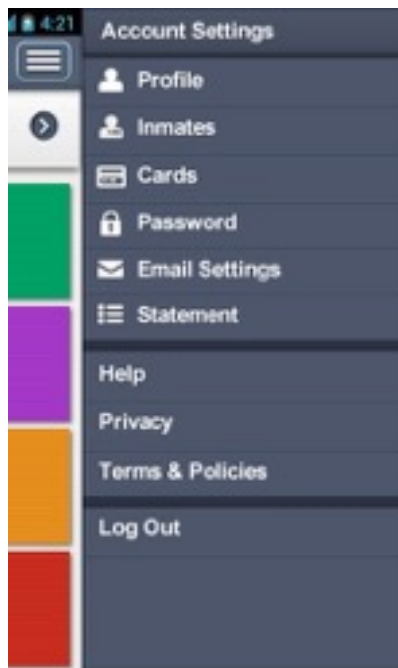 4:21
Account Settings
Profile
Inmates
Cards
Password
Email Settings
Statement
Help
Privacy
Terms & Policies
Log Out